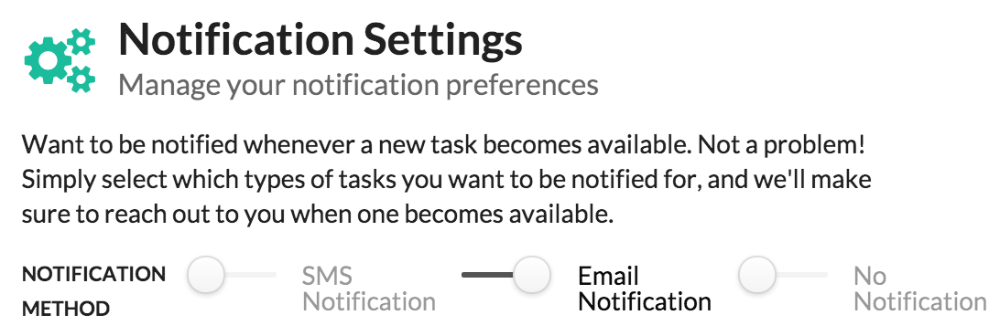 Notification Settings
Manage your notification preferences
Want to be notified whenever a new task becomes available. Not a problem!
Simply select which types of tasks you want to be notified for, and we'll make
sure to reach out to you when one becomes available.
NOTIFICATION
METHOD
SMS
Notification
Email
Notification
No
Notification